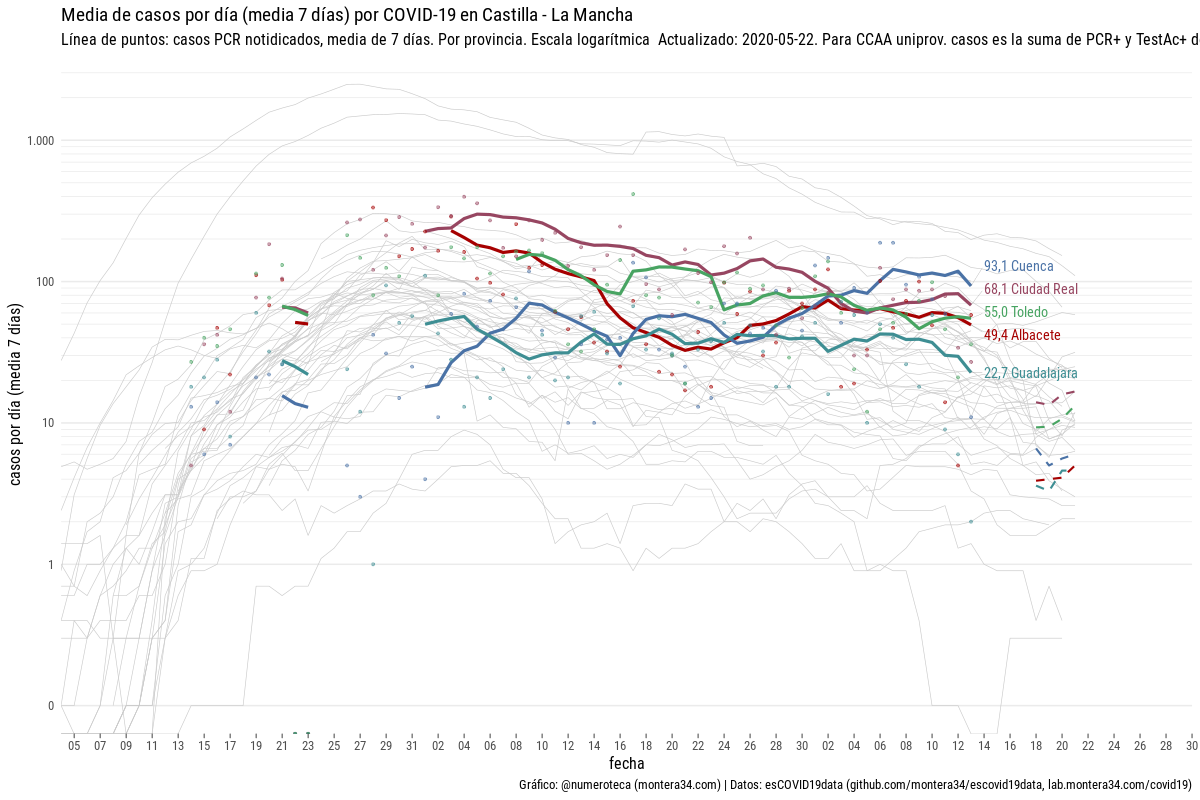 Media de casos por día (media 7 días) por COVID-19 en Castilla - La Mancha
Línea de puntos: casos PCR notidicados, media de 7 días. Por provincia. Escala logarítmica  Actualizado: 2020-05-22. Para CCAA uniprov. casos es la suma de PCR+ y TestAc+ d
casos por día (media 7 días)
1.000
100
10
1
0
93,1 Cuenca
68,1 Ciudad Real
55,0 Toledo
49,4 Albacete
22,7 Guadalajara
05 07 09 11 13 15 17 19 21 23 25 27 29 31 02 04 06 08 10 12 14 16 18 20 22 24 26 28 30 02 04 06 08 10 12 14 16 18 20 22 24 26 28 30
fecha
Gráfico: @numeroteca (montera34.com) | Datos: esCOVID19data (github.com/montera34/escovid19data, lab.montera34.com/covid19)